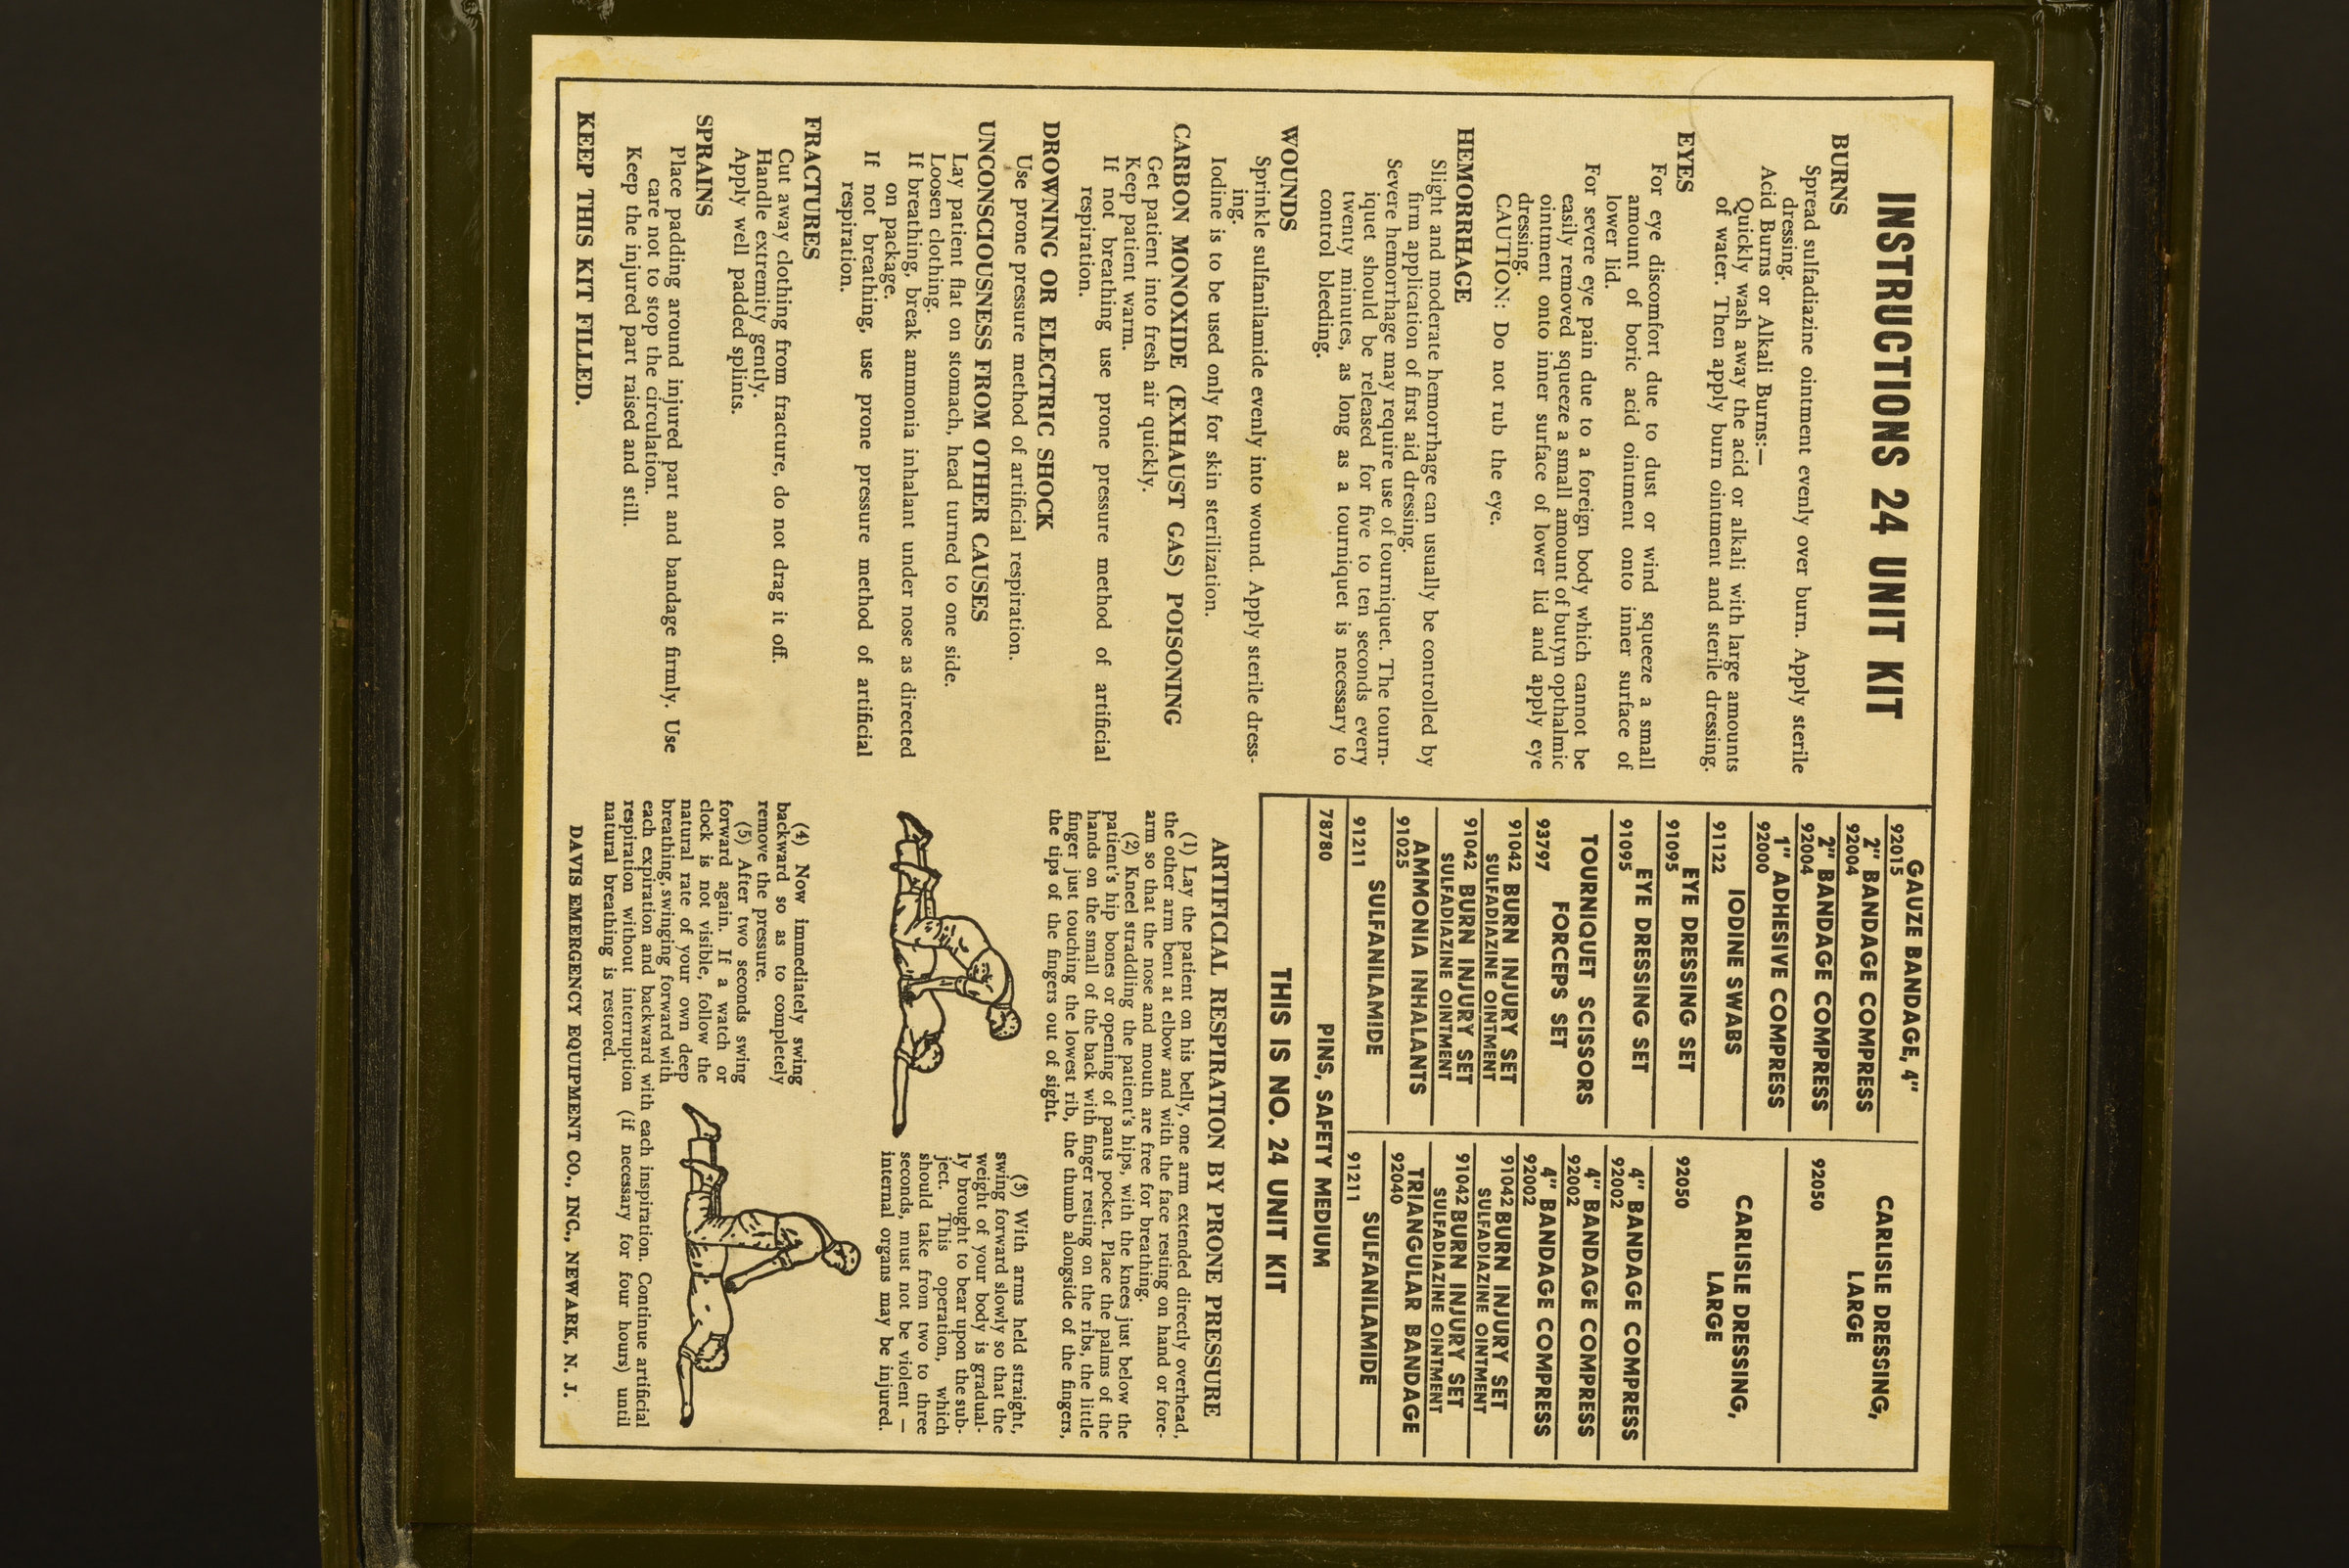 INSTRUCTIONS 24 UNIT KIT
BURNS
Spread sulfadiazine ointment evenly over burn. Apply sterile
dressing.
Acid Burns or Alkali Burns:—
Quickly wash away the acid or alkali with large amounts
of water. Then apply burn ointment and sterile dressing.
EYES
For eye discomfort due to dust or wind squeeze a small
amount of boric acid ointment onto inner surface of
lower lid.
For severe eye pain due to a foreign body which cannot be
easily removed squeeze a small amount of butyn opthalmic
ointment onto inner surface of lower lid and apply eye
dressing.
CAUTION: Do not rub the eye.
HEMORRHAGE
Slight and moderate hemorrhage can usually be controlled by
firm application of first aid dressing.
Severe hemorrhage may require use of tourniquet. The tourn-
iquet should be released for five to ten seconds every
twenty minutes, as long as a tourniquet is necessary to
control bleeding.
WOUNDS
Sprinkle sulfanilamide evenly into wound. Apply sterile dress-
ing.
Iodine is to be used only for skin sterilization.
CARBON MONOXIDE (EXHAUST GAS) POISONING
Get patient into fresh air quickly.
Keep patient warm.
If not breathing use prone pressure method of artificial
respiration.
DROWNING OR ELECTRIC SHOCK
Use prone pressure method of artificial respiration.
UNCONSCIOUSNESS FROM OTHER CAUSES
Lay patient flat on stomach, head turned to one side.
Loosen clothing.
If breathing, break ammonia inhalant under nose as directed
on package.
If not breathing, use prone pressure method of artificial
respiration.
FRACTURES
Cut away clothing from fracture, do not drag it off.
Handle extremity gently.
Apply well padded splints.
SPRAINS
Place padding around injured part and bandage firmly. Use
care not to stop the circulation.
Keep the injured part raised and still.
KEEP THIS KIT FILLED.
GAUZE BANDAGE, 4"
92015
2" BANDAGE COMPRESS
92004
2" BANDAGE COMPRESS
92004
1" ADHESIVE COMPRESS
92000
IODINE SWABS
91122
EYE DRESSING SET
91095
EYE DRESSING SET
91095
TOURNIQUET SCISSORS
FORCEPS SET
93797
91042 BURN INJURY SET
SULFADIAZINE OINTMENT
91042 BURN INJURY SET
SULFADIAZINE OINTMENT
AMMONIA INHALANTS
91025
SULFANILAMIDE
91211
CARLISLE DRESSING,
LARGE
92050
CARLISLE DRESSING,
LARGE
92050
4" BANDAGE COMPRESS
92002
4" BANDAGE COMPRESS
92002
4" BANDAGE COMPRESS
92002
91042 BURN INJURY SET
SULFADIAZINE OINTMENT
91042 BURN INJURY SET
SULFADIAZINE OINTMENT
TRIANGULAR BANDAGE
92040
SULFANILAMIDE
91211
78780 PINS, SAFETY MEDIUM
THIS IS NO. 24 UNIT KIT
ARTIFICIAL RESPIRATION BY PRONE PRESSURE
(1) Lay the patient on his belly, one arm extended directly overhead,
the other arm bent at elbow and with the face resting on hand or fore-
arm so that the nose and mouth are free for breathing.
(2) Kneel straddling the patient's hips, with the knees just below the
patient's hip bones or opening of pants pocket. Place the palms of the
hands on the small of the back with finger resting on the ribs, the little
finger just touching the lowest rib, the thumb alongside of the fingers,
the tips of the fingers out of sight.
(3) With arms held straight,
swing forward slowly so that the
weight of your body is gradual-
ly brought to bear upon the sub-
ject. This operation, which
should take from two to three
seconds, must not be violent —
internal organs may be injured.
(4) Now immediately swing
backward so as to completely
remove the pressure.
(5) After two seconds swing
forward again. If a watch or
clock is not visible, follow the
natural rate of your own deep
breathing, swinging forward with
each expiration and backward with each inspiration. Continue artificial
respiration without interruption (if necessary for four hours) until
natural breathing is restored.
DAVIS EMERGENCY EQUIPMENT CO., INC., NEWARK, N. J.